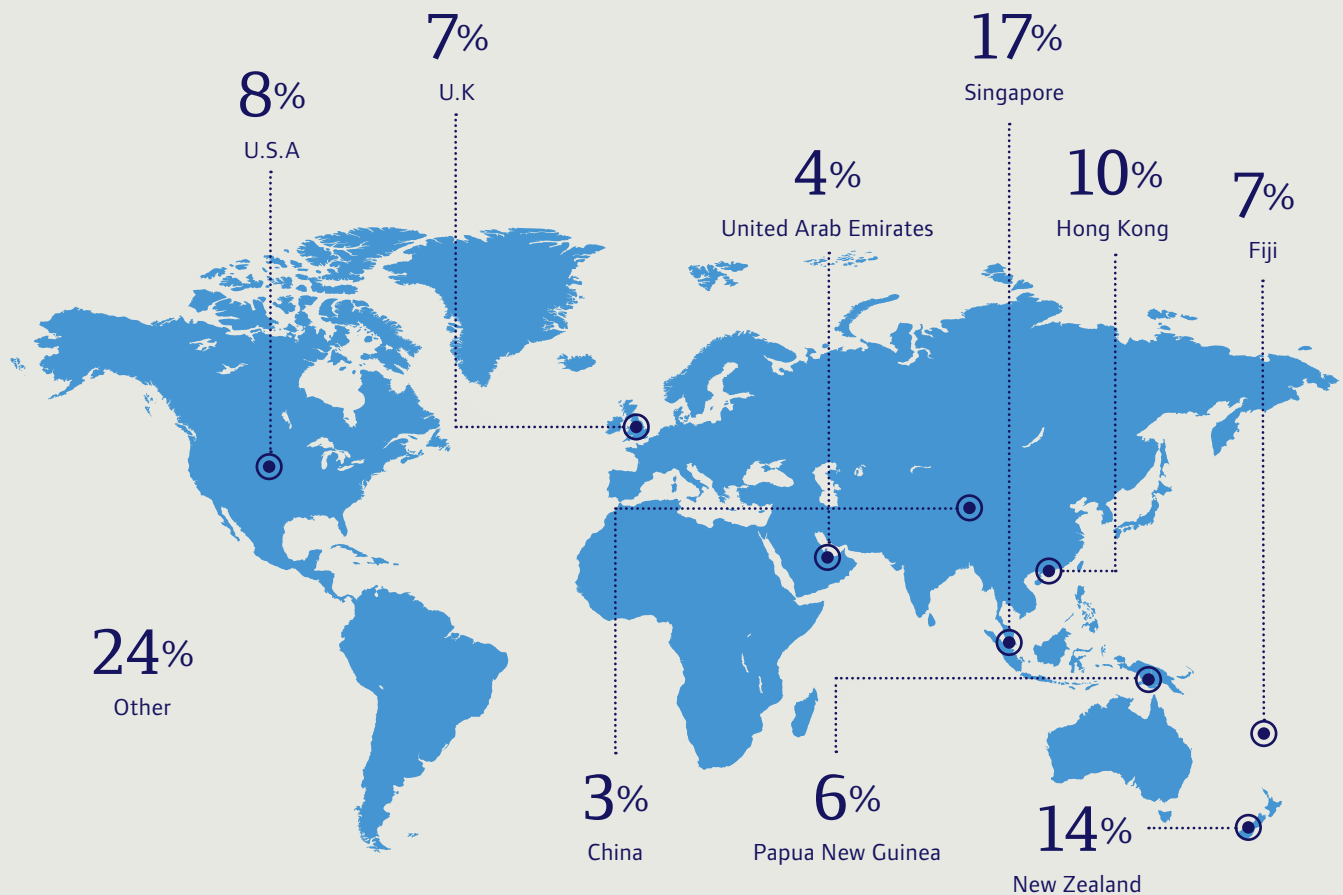 7%
U.K
17%
Singapore
8%
U.S.A
4%
United Arab Emirates
10%
Hong Kong
7%
Fiji
24%
Other
3%
China
6%
Papua New Guinea
14%
New Zealand